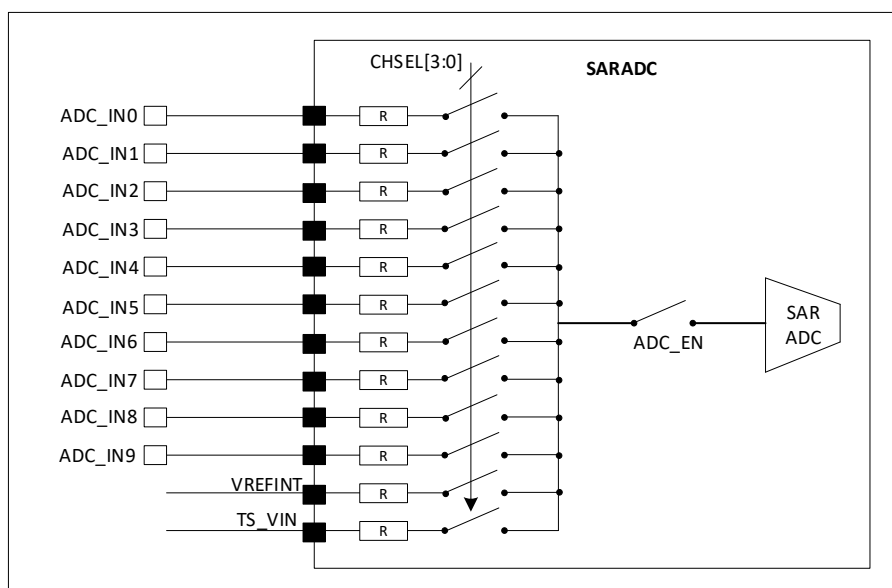 CHSEL[3:0]
SARADC
ADC_IN0
R
ADC_IN1
R
ADC_IN2
R
ADC_IN3
R
ADC_IN4
R
ADC_IN5
R
ADC_IN6
R
ADC_IN7
R
ADC_IN8
R
ADC_IN9
R
VREFINT
R
TS_VIN
R
ADC_EN
SAR
ADC